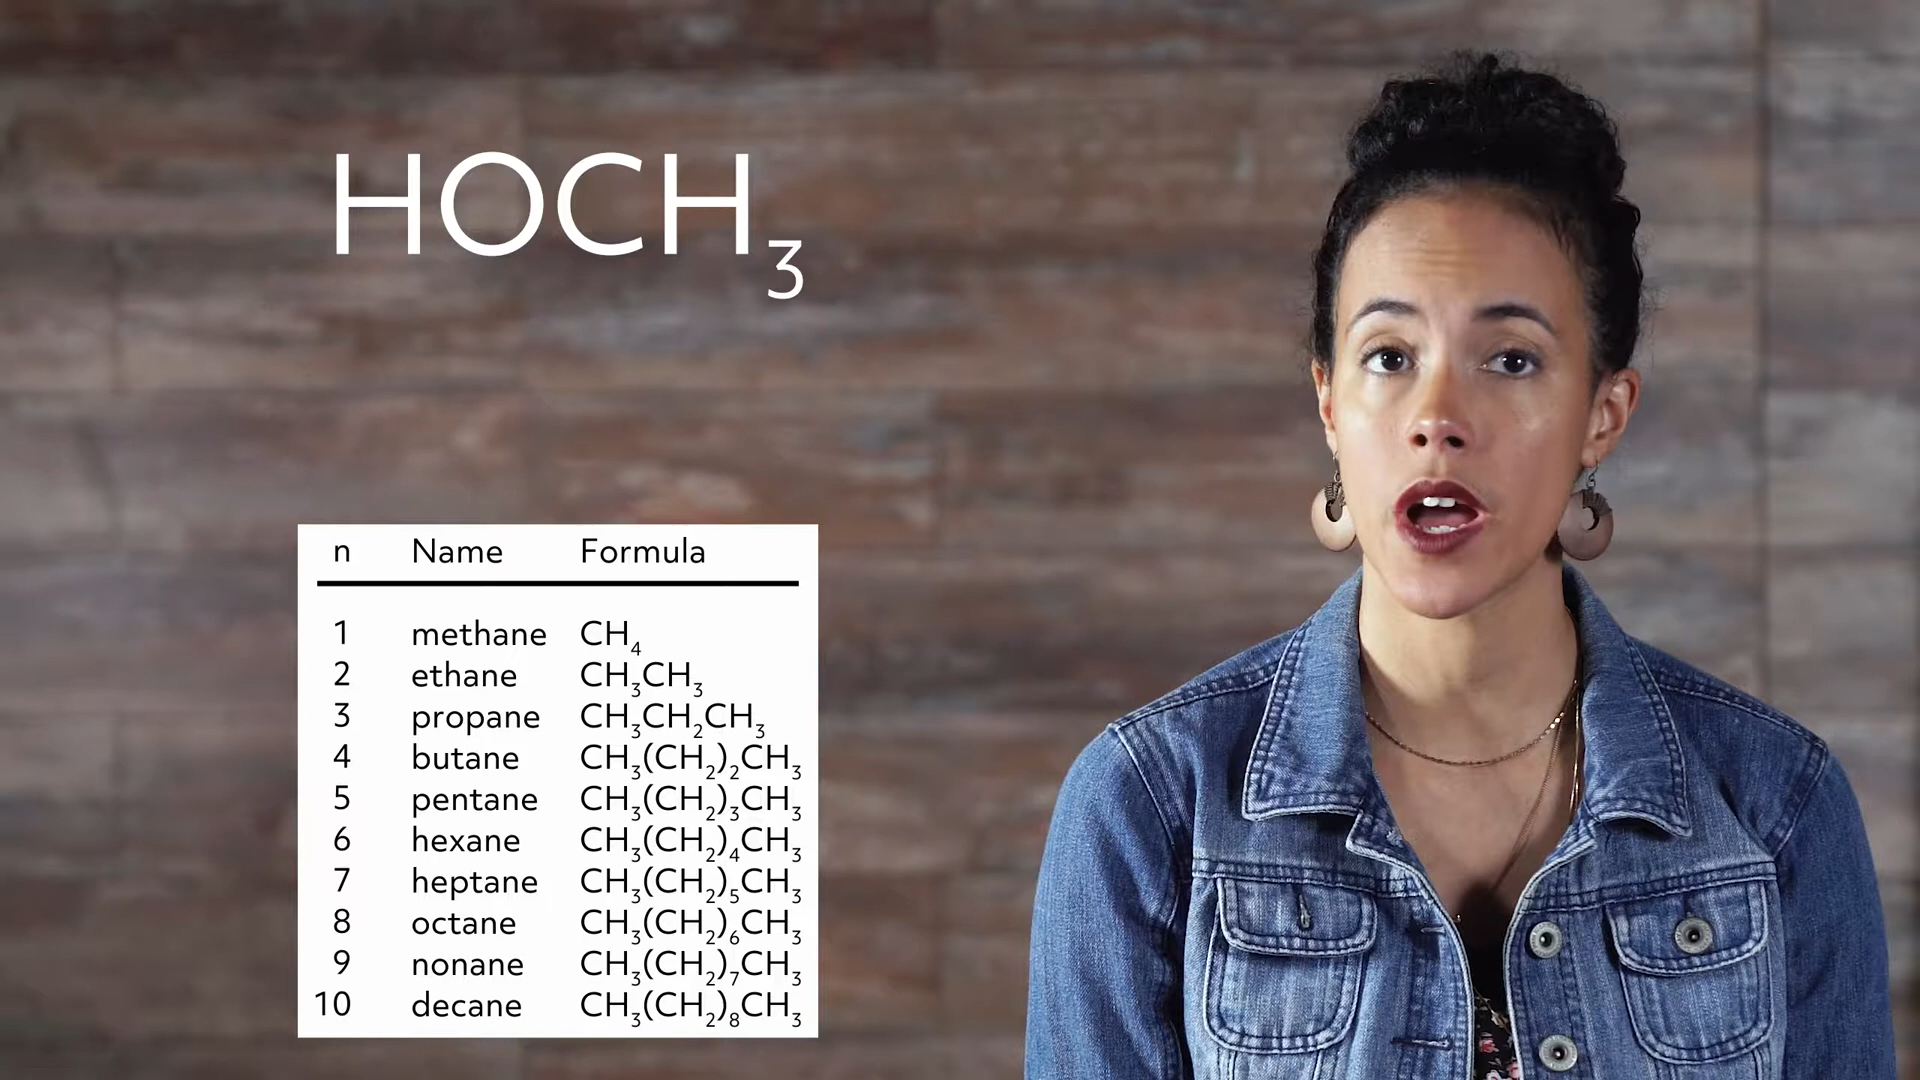 HOCH₃
n Name Formula
1 methane CH₄
2 ethane CH₃CH₃
3 propane CH₃CH₂CH₃
4 butane CH₃(CH₂)₂CH₃
5 pentane CH₃(CH₂)₃CH₃
6 hexane CH₃(CH₂)₄CH₃
7 heptane CH₃(CH₂)₅CH₃
8 octane CH₃(CH₂)₆CH₃
9 nonane CH₃(CH₂)₇CH₃
10 decane CH₃(CH₂)₈CH₃